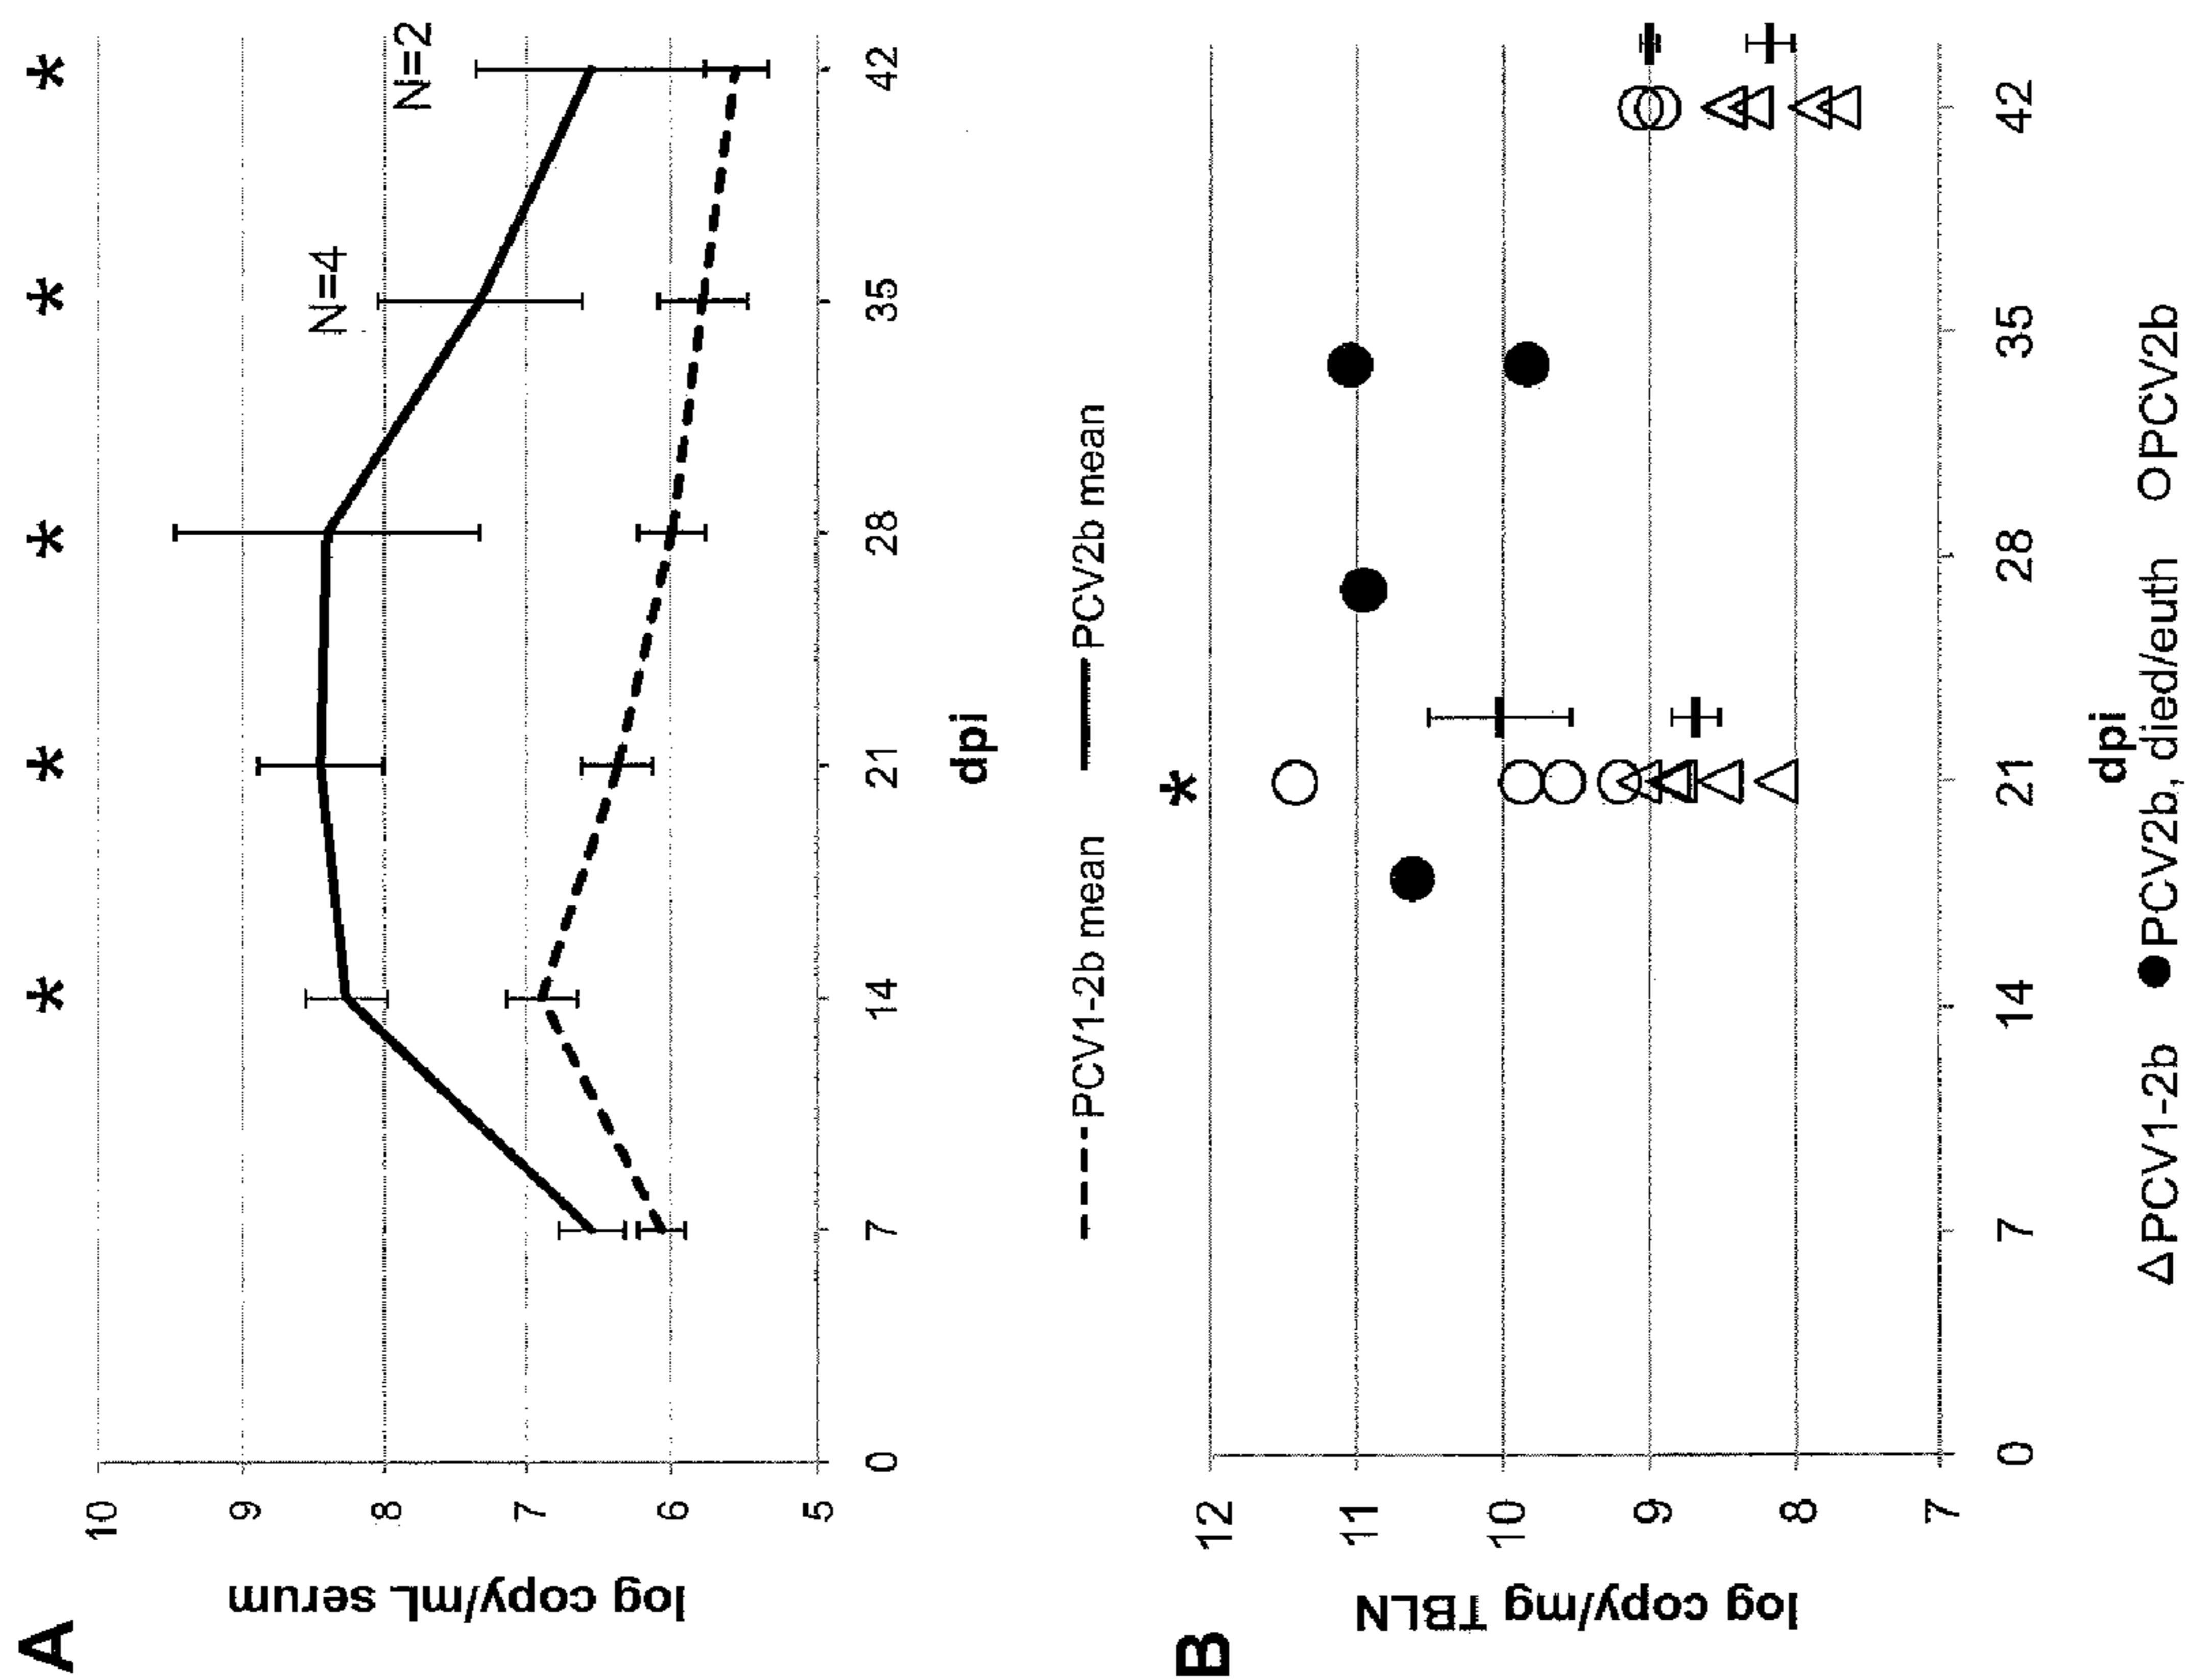 A
* * * * *
N=4
N=2
10
9
8
7
6
5
log copy/mL serum
0 7 14 21 28 35 42
dpi
PCV1-2b mean PCV2b mean
B
*
12
11
10
9
8
7
log copy/mg TBLN
0 7 14 21 28 35 42
dpi
△PCV1-2b ●PCV2b, died/euth ○PCV2b